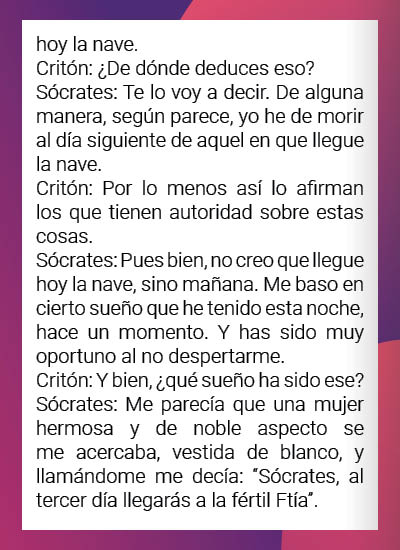 hoy la nave.
Critón: ¿De dónde deduces eso?
Sócrates: Te lo voy a decir. De alguna
manera, según parece, yo he de morir
al día siguiente de aquel en que llegue
la nave.
Critón: Por lo menos así lo afirman
los que tienen autoridad sobre estas
cosas.
Sócrates: Pues bien, no creo que llegue
hoy la nave, sino mañana. Me baso en
cierto sueño que he tenido esta noche,
hace un momento. Y has sido muy
oportuno al no despertarme.
Critón: Y bien, ¿qué sueño ha sido ese?
Sócrates: Me parecía que una mujer
hermosa y de noble aspecto se
me acercaba, vestida de blanco, y
llamándome me decía: “Sócrates, al
tercer día llegarás a la fértil Ftía”.